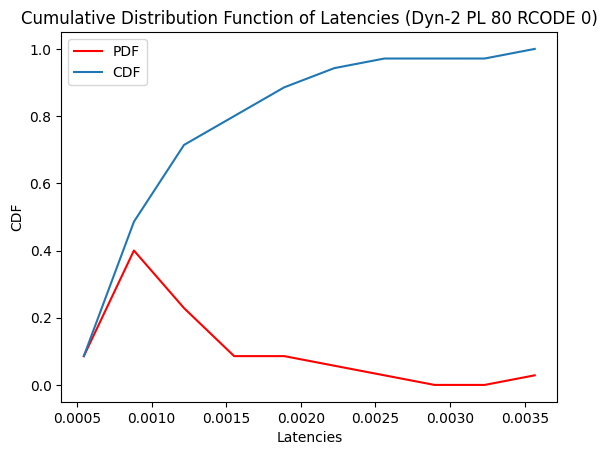 Cumulative Distribution Function of Latencies (Dyn-2 PL 80 RCODE 0)
PDF
CDF
CDF
1.0
0.8
0.6
0.4
0.2
0.0
0.0005 0.0010 0.0015 0.0020 0.0025 0.0030 0.0035
Latencies